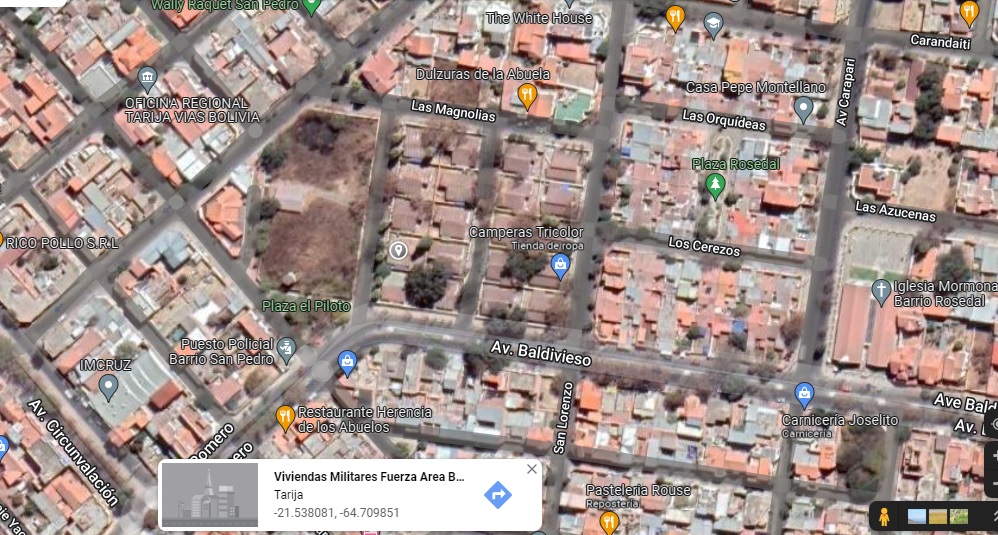 Wally Raquet San Pedro
The White House
Carandaiti
Dulzuras de la Abuela
OFICINA REGIONAL
TARIJA VIAS BOLIVIA
Las Magnolias
Casa Pepe Montellano
Las Orquídeas
Av Carapari
Plaza Rosedal
Las Azucenas
RICO POLLO S.R.L
Camperas Tricolor
Tienda de ropa
Los Cerezos
Iglesia Mormona
Barrio Rosedal
Plaza el Piloto
Puesto Policial
Barrio San Pedro
Av. Baldivieso
IMCRUZ
Av. Circunvalación
Restaurante Herencia
de los Abuelos
San Lorenzo
Ave Bald
Av.
Carnicería Joselito
Carnicería
Romero
Viviendas Militares Fuerza Area B...
Tarija
-21.538081, -64.709851
Pasteleria Rouse
Repostería